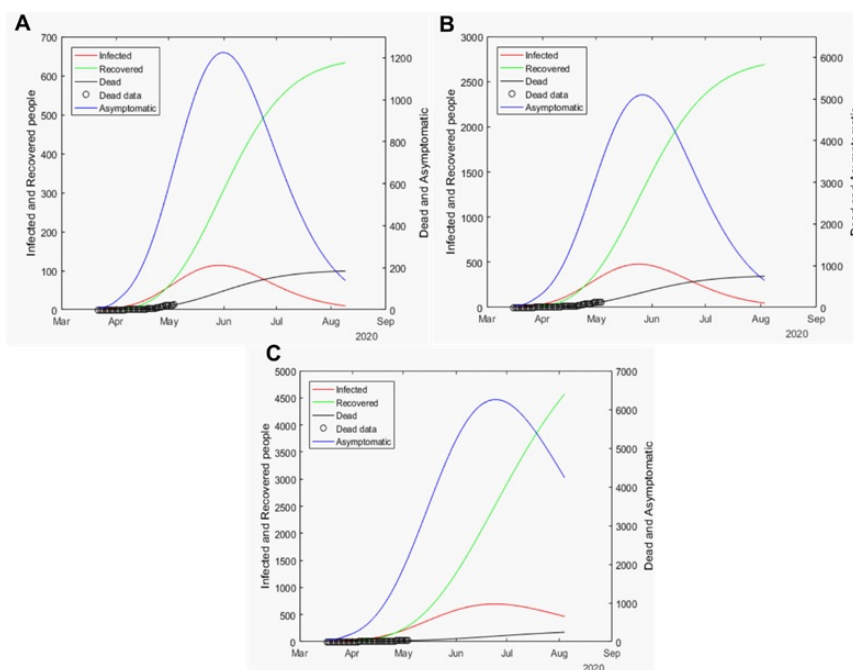 A
Infected and Recovered people
700
600
500
400
300
200
100
0
Infected
Recovered
Dead
Dead data
Asymptomatic
1200
1000
800
600
400
200
0
Dead and Asymptomatic
Mar Apr May Jun Jul Aug Sep
2020
B
Infected and Recovered people
3000
2500
2000
1500
1000
500
0
Infected
Recovered
Dead
Dead data
Asymptomatic
6000
5000
4000
3000
2000
1000
0
Dead and Asymptomatic
Mar Apr May Jun Jul Aug Sep
2020
C
Infected and Recovered people
5000
4500
4000
3500
3000
2500
2000
1500
1000
500
0
Infected
Recovered
Dead
Dead data
Asymptomatic
7000
6000
5000
4000
3000
2000
1000
0
Dead and Asymptomatic
Mar Apr May Jun Jul Aug Sep
2020